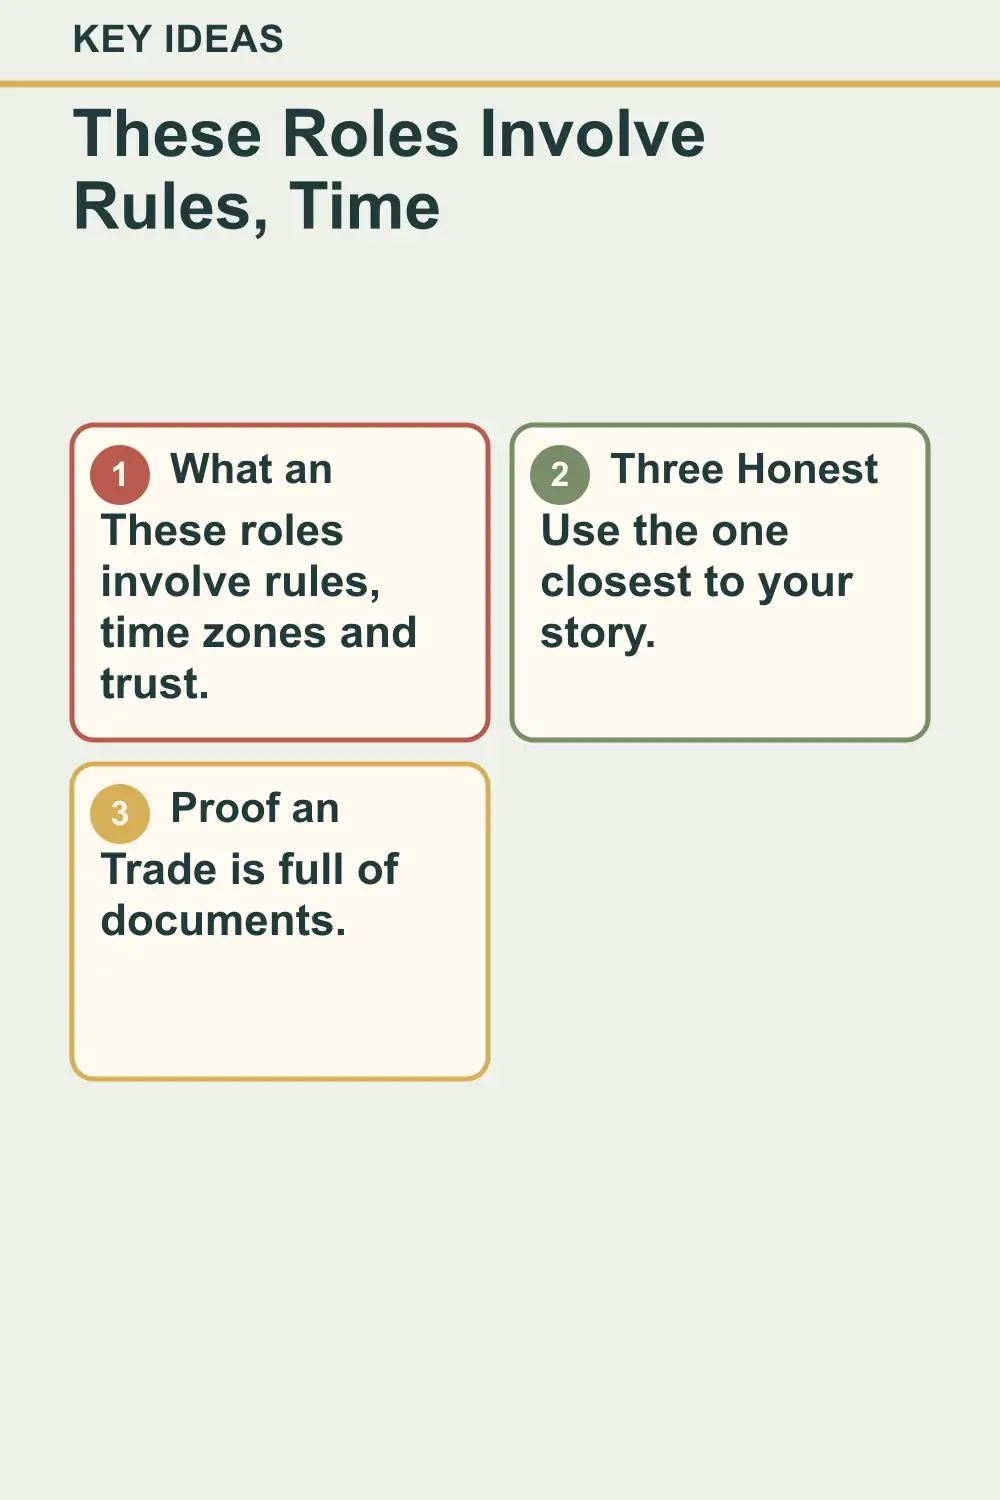 KEY IDEAS
These Roles Involve
Rules, Time
1 What an
These roles
involve rules,
time zones and
trust.
2 Three Honest
Use the one
closest to your
story.
3 Proof an
Trade is full of
documents.